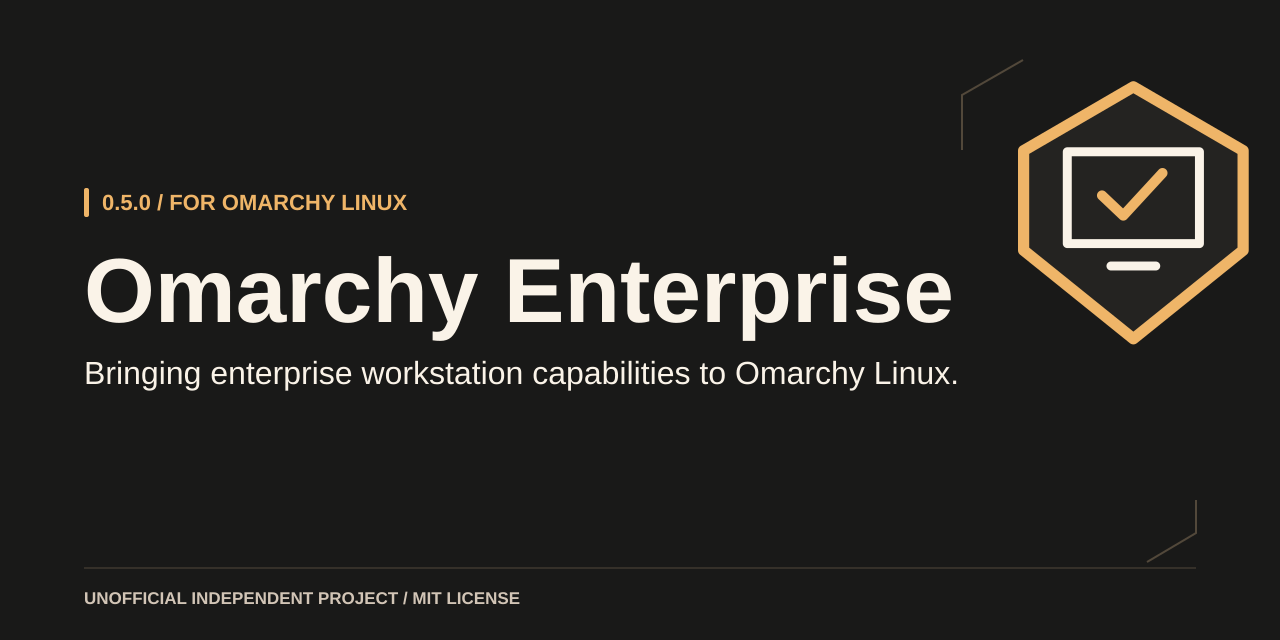 0.5.0 / FOR OMARCHY LINUX
Omarchy Enterprise
Bringing enterprise workstation capabilities to Omarchy Linux.
UNOFFICIAL INDEPENDENT PROJECT / MIT LICENSE